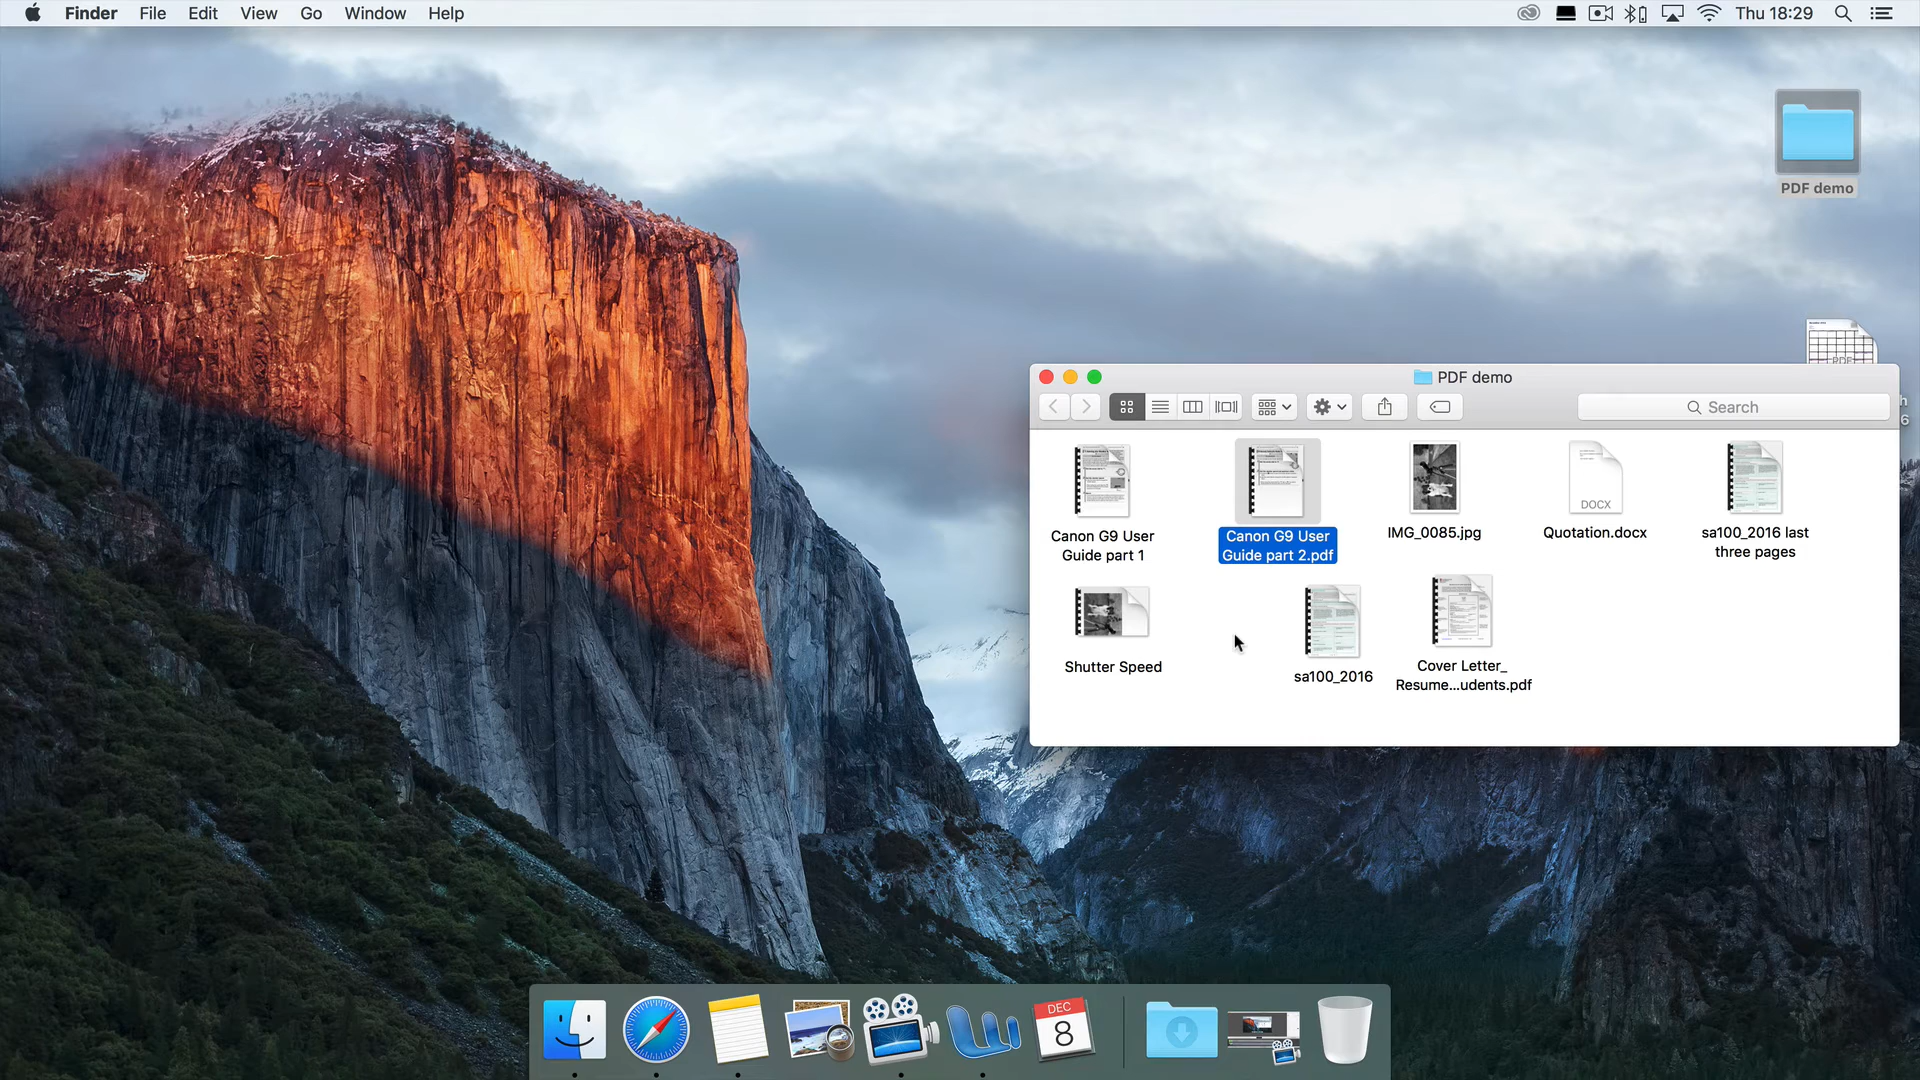 Finder File Edit View Go Window Help Thu 18:29
PDF demo
PDF
PDF demo
Search
DOCX
Canon G9 User
Guide part 1
Canon G9 User
Guide part 2.pdf
IMG_0085.jpg
Quotation.docx
sa100_2016 last
three pages
Shutter Speed
sa100_2016
Cover Letter_
Resume...udents.pdf
DEC
8